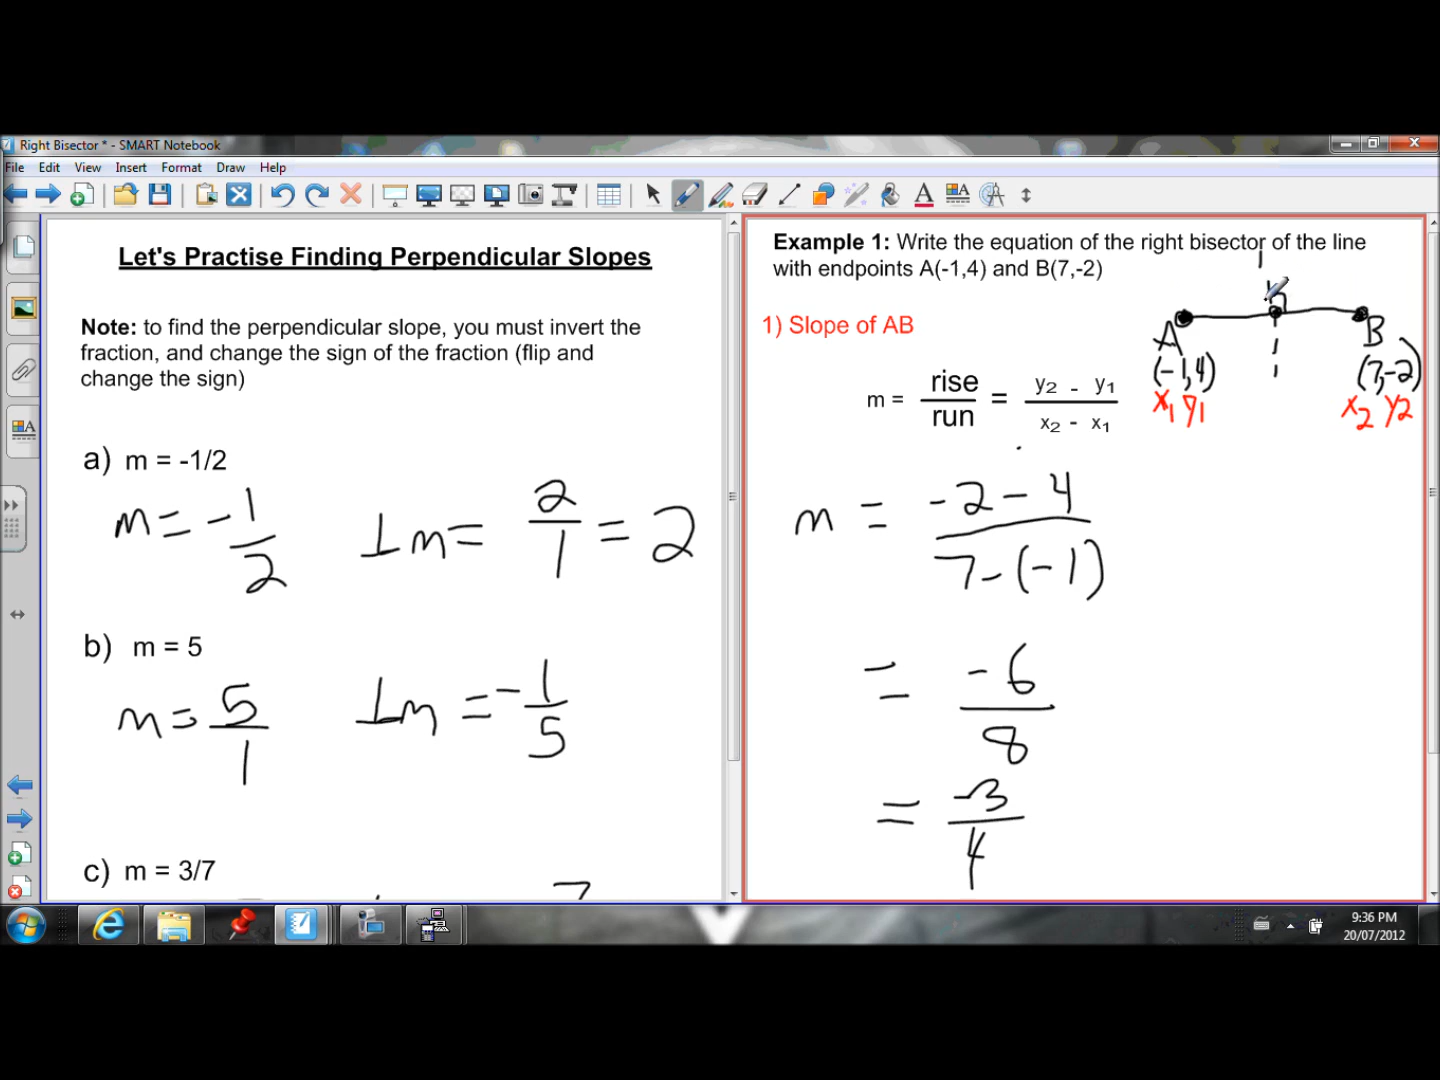 Right Bisector * - SMART Notebook
File Edit View Insert Format Draw Help
Let's Practise Finding Perpendicular Slopes
Note: to find the perpendicular slope, you must invert the
fraction, and change the sign of the fraction (flip and
change the sign)
a) m = -1/2
m = -1/2 ⊥m = 2/1 = 2
b) m = 5
m = 5/1 ⊥m = -1/5
c) m = 3/7
7
Example 1: Write the equation of the right bisector of the line
with endpoints A(-1,4) and B(7,-2)
1) Slope of AB
A B
(-1,4) (7,-2)
x1 y1 x2 y2
m = rise/run = y2 - y1 / x2 - x1
m = -2-4 / 7-(-1)
= -6/8
= -3/4
9:36 PM
20/07/2012